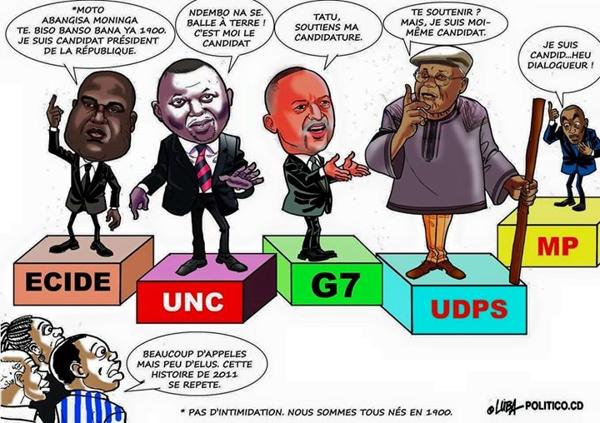 *MOTO
ABANGISA MONINGA
TE. BISO BANSO BANA YA 1900.
JE SUIS CANDIDAT PRÉSIDENT
DE LA RÉPUBLIQUE.
NDEMBO NA SE.
BALLE À TERRE !
C'EST MOI LE
CANDIDAT
TATU,
SOUTIENS MA
CANDIDATURE.
TE SOUTENIR ?
MAIS, JE SUIS MOI-
MÊME CANDIDAT.
JE SUIS
CANDID...HEU
DIALOGUEUR !
ECIDE
UNC
G7
UDPS
MP
BEAUCOUP D'APPELES
MAIS PEU D'ELUS. CETTE
HISTOIRE DE 2011
SE REPETE.
* PAS D'INTIMIDATION. NOUS SOMMES TOUS NÉS EN 1900.
©LUBA POLITICO.CD